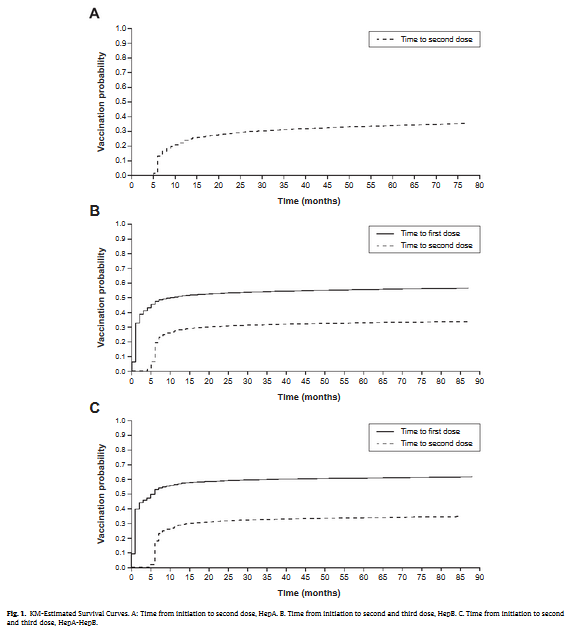 A
1.0
0.9
0.8
0.7
0.6
0.5
0.4
0.3
0.2
0.1
0.0
Vaccination probability
Time to second dose
0 5 10 15 20 25 30 35 40 45 50 55 60 65 70 75 80
Time (months)
B
1.0
0.9
0.8
0.7
0.6
0.5
0.4
0.3
0.2
0.1
0.0
Vaccination probability
Time to first dose
Time to second dose
0 5 10 15 20 25 30 35 40 45 50 55 60 65 70 75 80 85 90
Time (months)
C
1.0
0.9
0.8
0.7
0.6
0.5
0.4
0.3
0.2
0.1
0.0
Vaccination probability
Time to first dose
Time to second dose
0 5 10 15 20 25 30 35 40 45 50 55 60 65 70 75 80 85 90
Time (months)
Fig. 1. KM-Estimated Survival Curves. A: Time from initiation to second dose, HepA. B. Time from initiation to second and third dose, HepB. C. Time from initiation to second
and third dose, HepA-HepB.